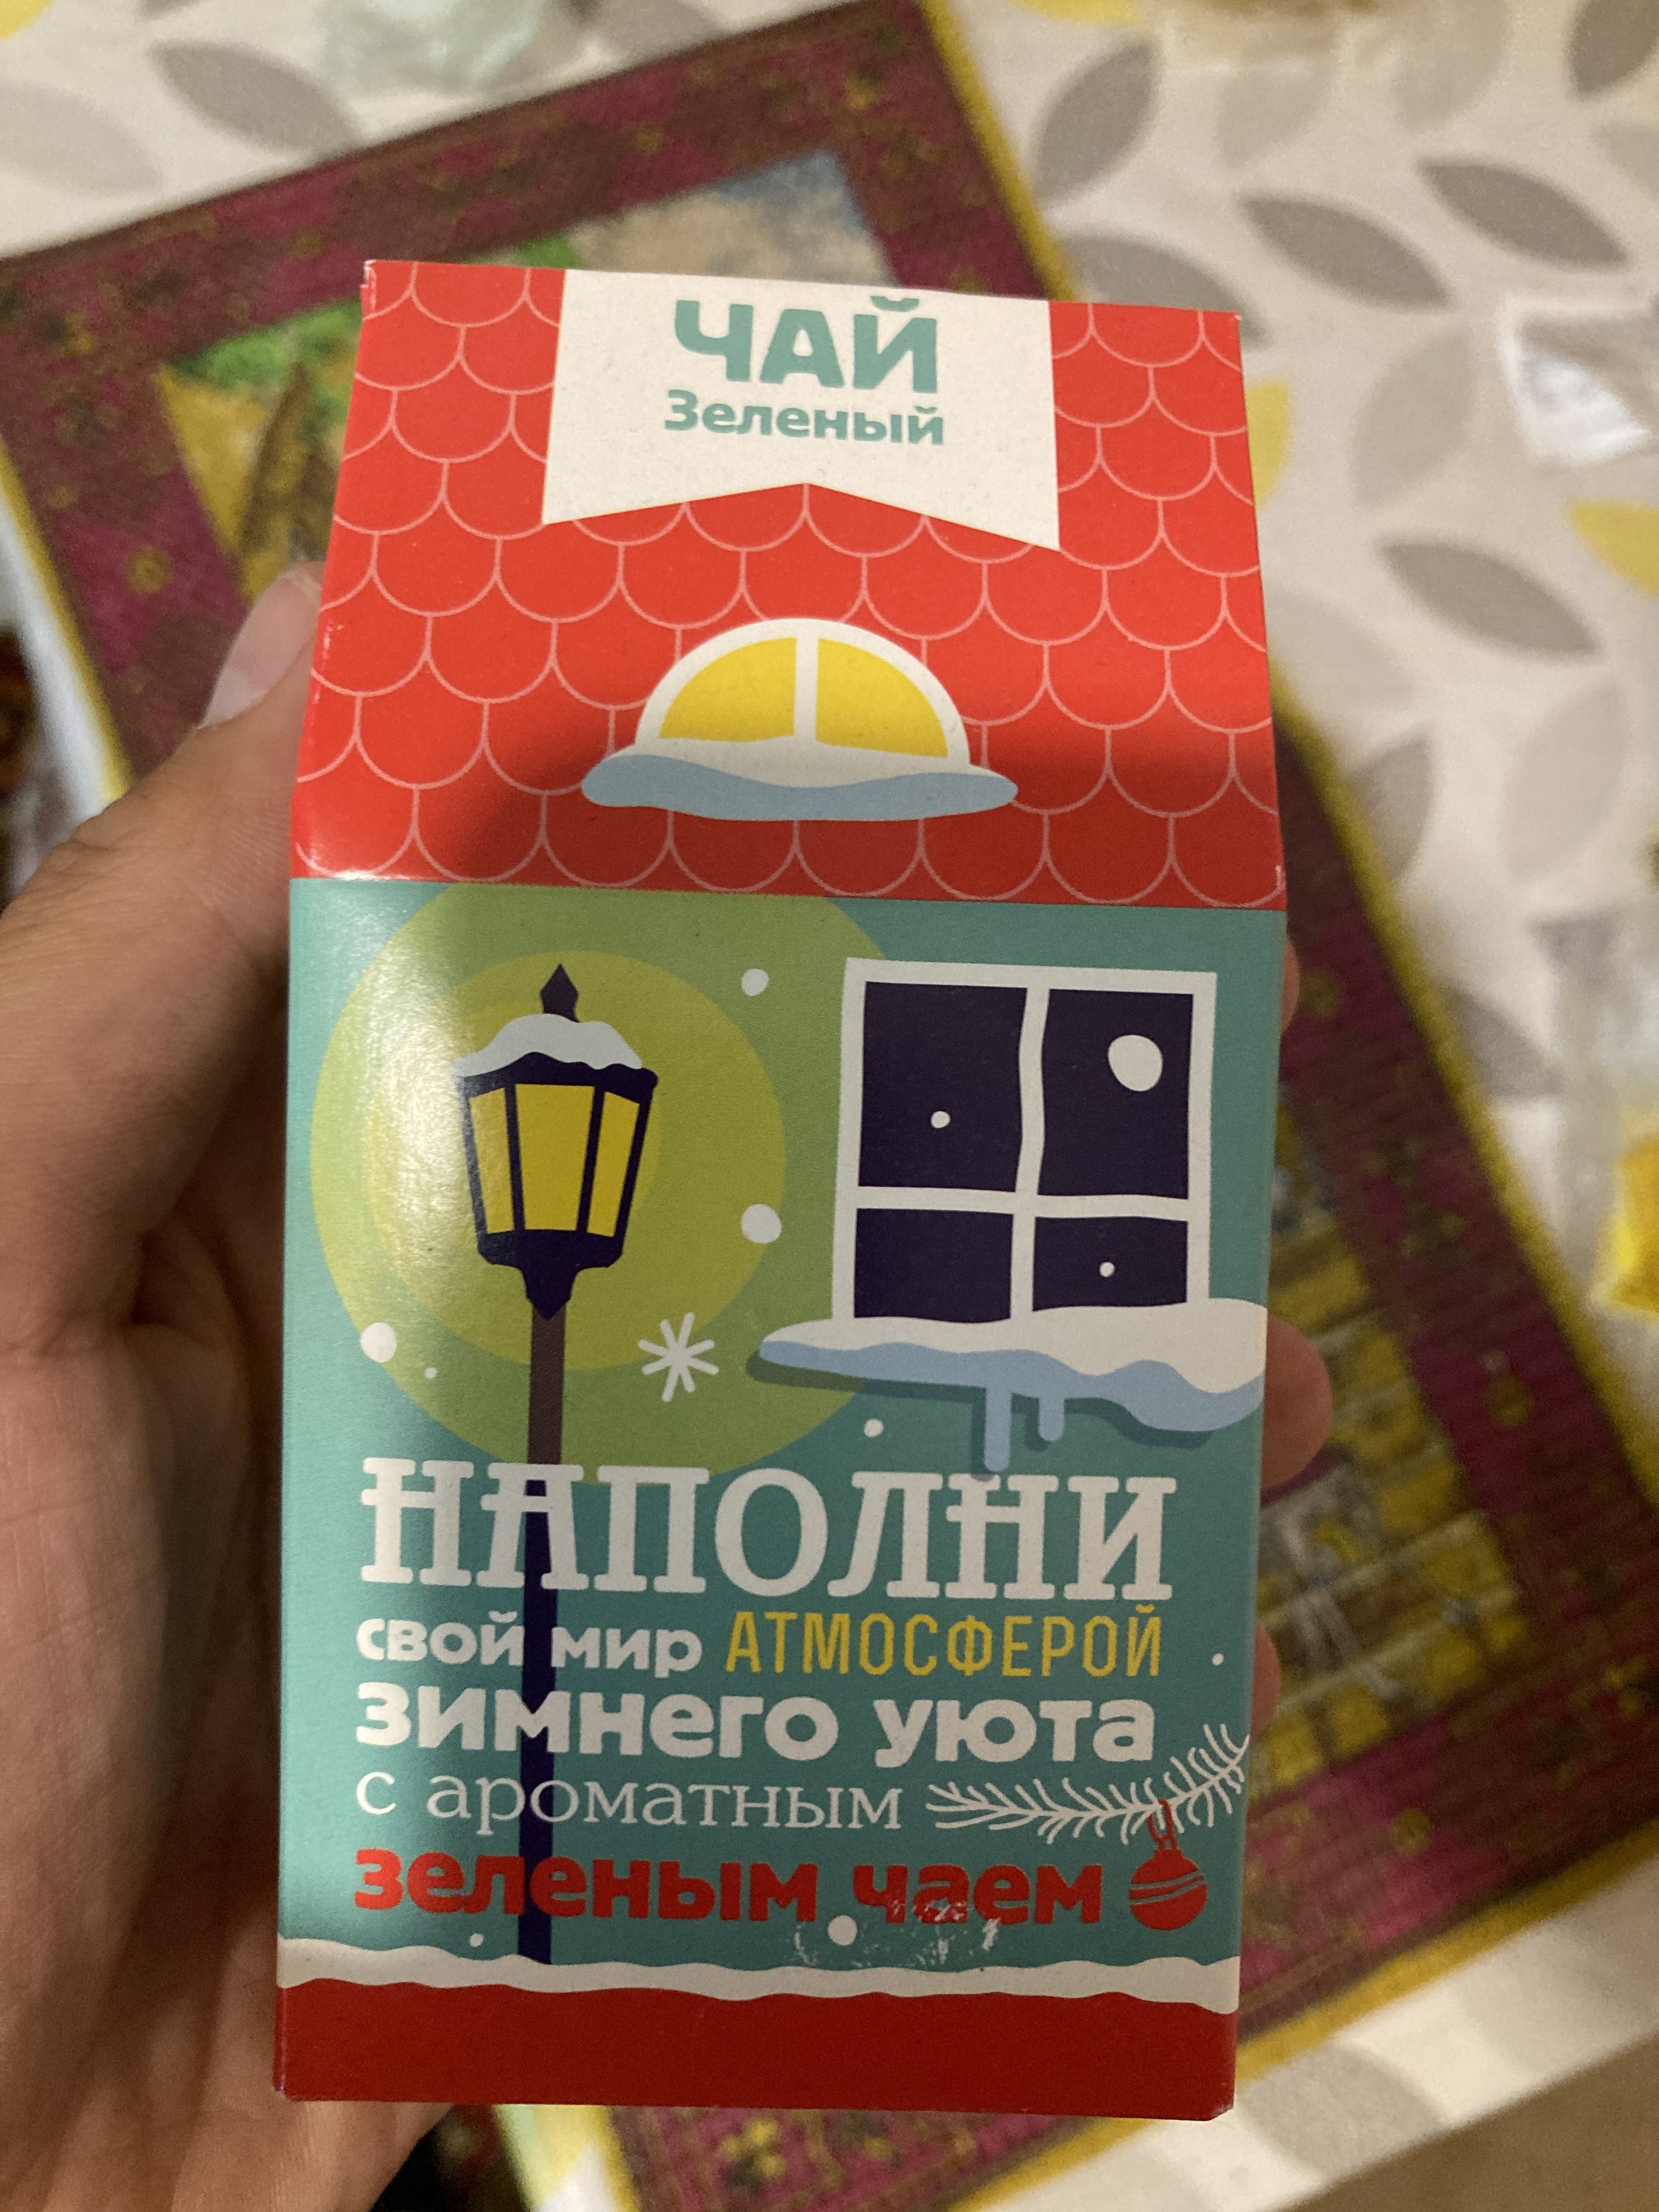 ЧАЙ
Зеленый
НАПОЛНИ
свой мир АТМОСФЕРОЙ
зимнего уюта
с ароматным
зеленым чаем